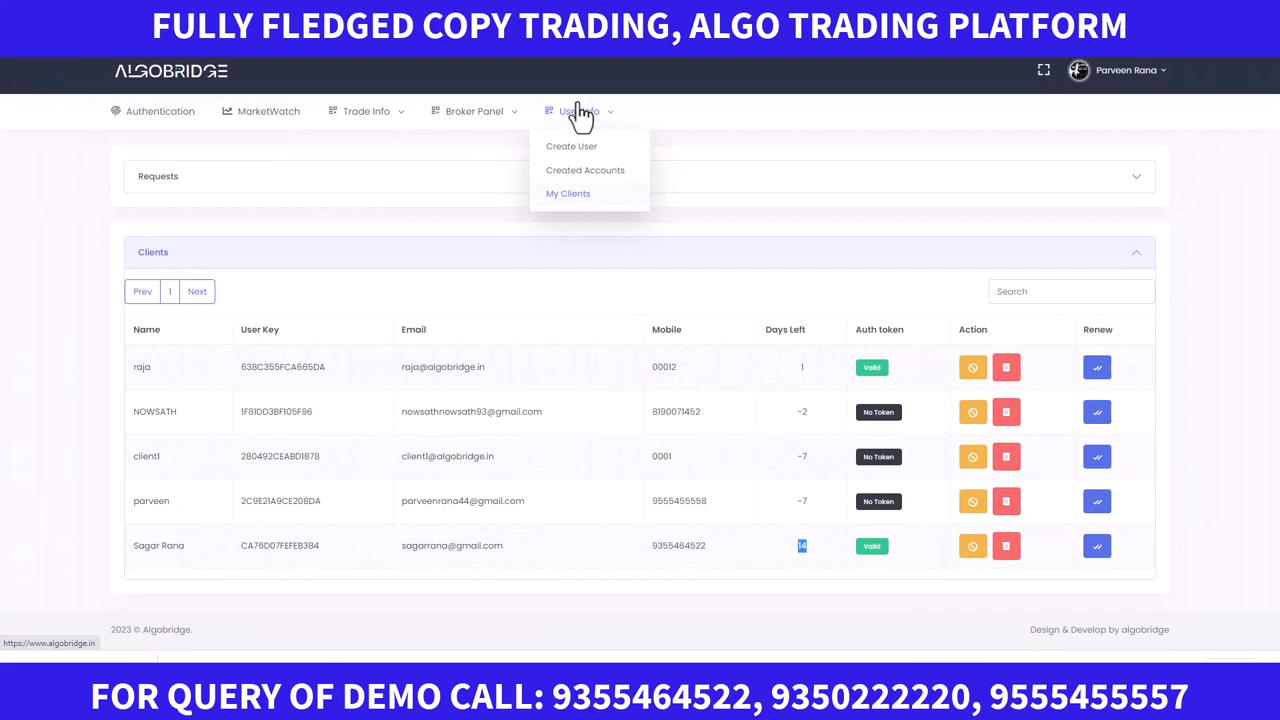 FULLY FLEDGED COPY TRADING, ALGO TRADING PLATFORM
ALGOBRIDGE
Parveen Rana
Authentication MarketWatch Trade Info Broker Panel User Info
Create User
Created Accounts
My Clients
Requests
Clients
Prev 1 Next Search
Name User Key Email Mobile Days Left Auth token Action Renew
raja 638C355FCA665DA raja@algobridge.in 00012 1 Valid
NOWSATH 1F81DD3BF105F96 nowsathnowsath93@gmail.com 8190071452 -2 No Token
client1 280492CEABD1878 client1@algobridge.in 0001 -7 No Token
parveen 2C9E21A9CE208DA parveenrana44@gmail.com 9555455558 -7 No Token
Sagar Rana CA76D07FEFEB384 sagarrana@gmail.com 9355464522 14 Valid
2023 © Algobridge. Design & Develop by algobridge
https://www.algobridge.in
FOR QUERY OF DEMO CALL: 9355464522, 9350222220, 9555455557